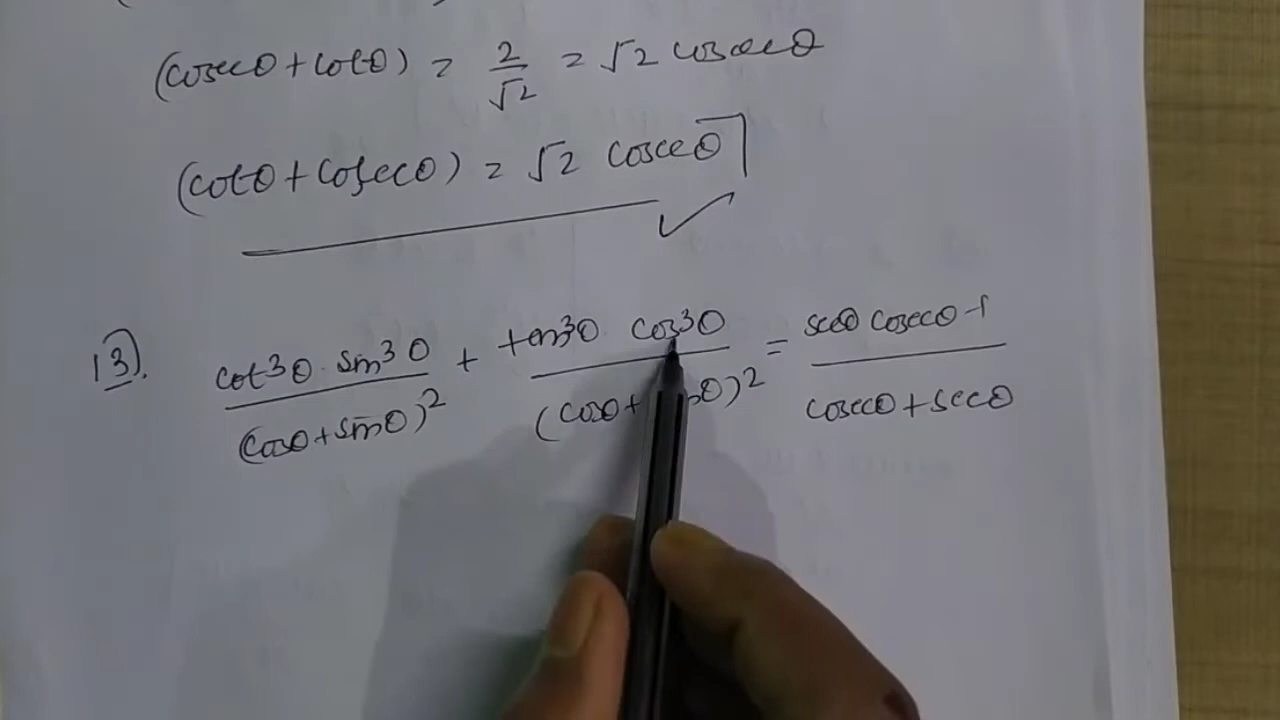 (cosecθ + cotθ) = 2/√2 = √2 cosecθ
(cotθ + cosecθ) = √2 cosecθ
13). cot³θ · sin³θ / (cosθ + sinθ)² + tan³θ cos³θ / (cosθ + θ)² = secθ cosecθ - 1 / cosecθ + secθ